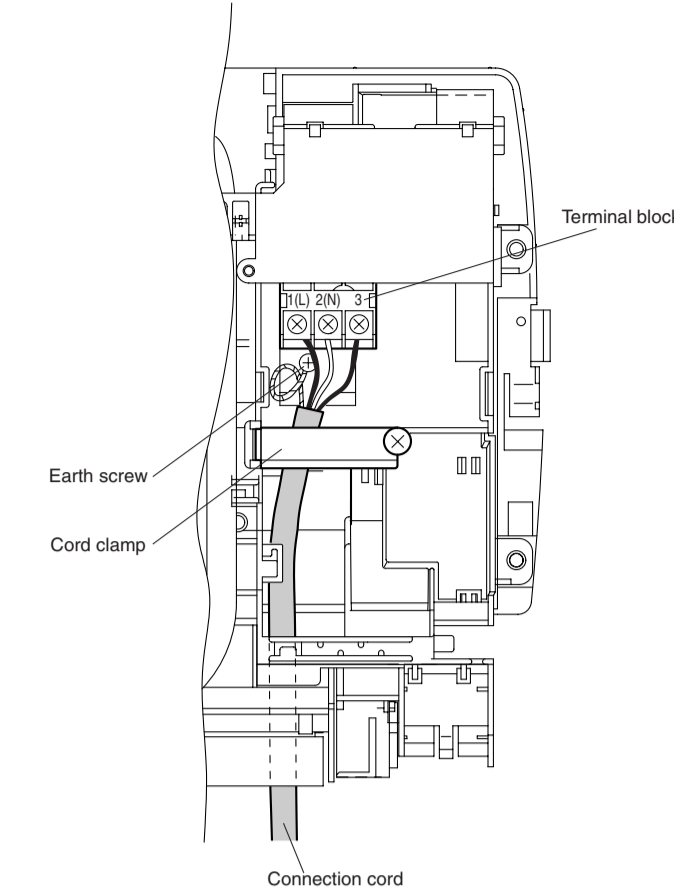 Terminal block
1(L) 2(N) 3
Earth screw
Cord clamp
Connection cord